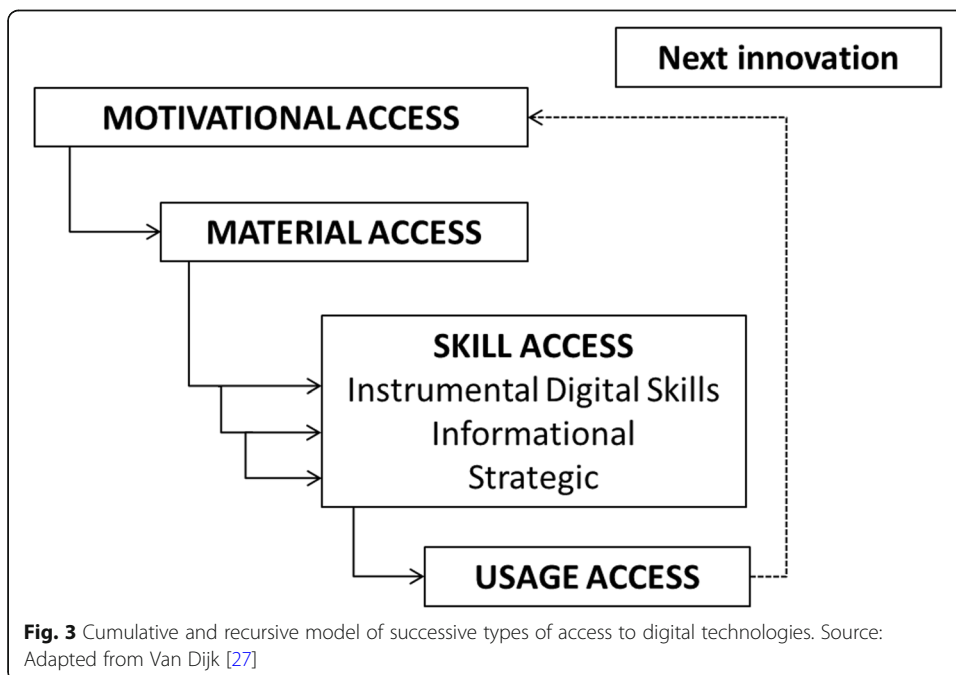 Next innovation
MOTIVATIONAL ACCESS
MATERIAL ACCESS
SKILL ACCESS
Instrumental Digital Skills
Informational
Strategic
USAGE ACCESS
Fig. 3 Cumulative and recursive model of successive types of access to digital technologies. Source:
Adapted from Van Dijk [27]